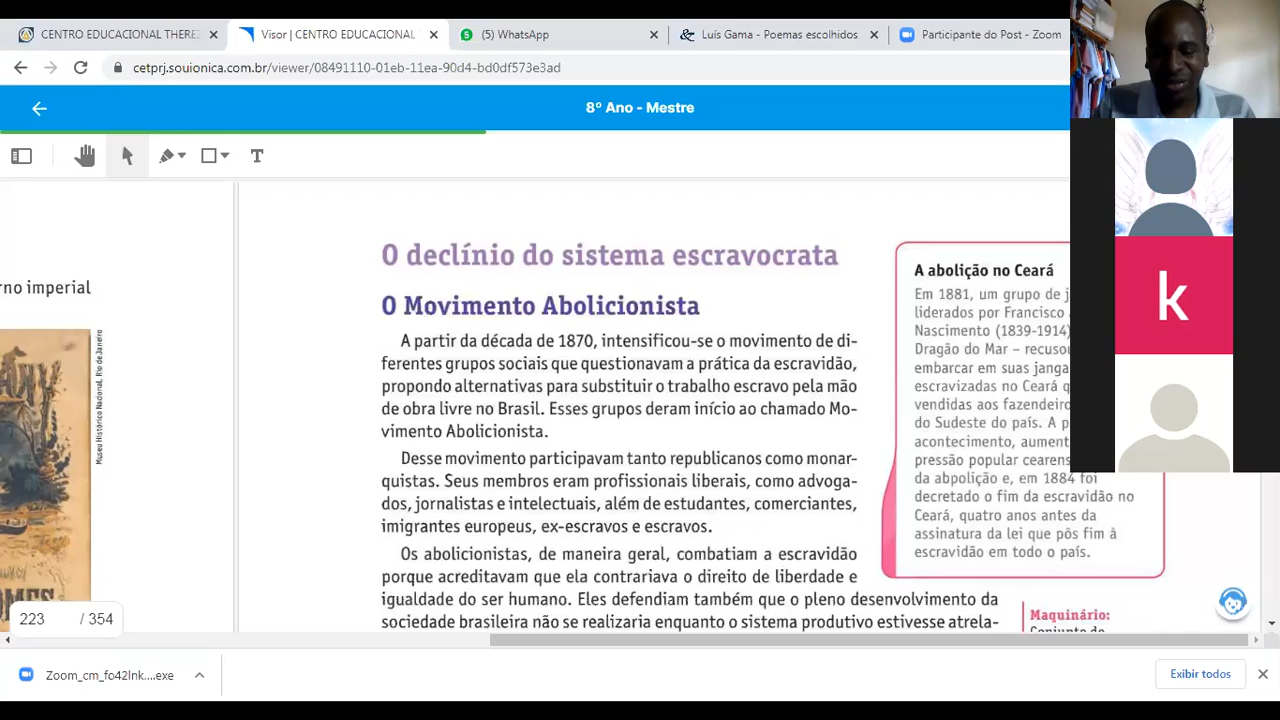 CENTRO EDUCACIONAL THEREZ
Visor | CENTRO EDUCACIONAL
(5) WhatsApp
Luís Gama - Poemas escolhidos
Participante do Post - Zoom
cetprj.souionica.com.br/viewer/08491110-01eb-11ea-90d4-bd0df573e3ad
8º Ano - Mestre
T
rno imperial
Museu Histórico Nacional, Rio de Janeiro
O declínio do sistema escravocrata
O Movimento Abolicionista
A partir da década de 1870, intensificou-se o movimento de di-
ferentes grupos sociais que questionavam a prática da escravidão,
propondo alternativas para substituir o trabalho escravo pela mão
de obra livre no Brasil. Esses grupos deram início ao chamado Mo-
vimento Abolicionista.
Desse movimento participavam tanto republicanos como monar-
quistas. Seus membros eram profissionais liberais, como advoga-
dos, jornalistas e intelectuais, além de estudantes, comerciantes,
imigrantes europeus, ex-escravos e escravos.
Os abolicionistas, de maneira geral, combatiam a escravidão
porque acreditavam que ela contrariava o direito de liberdade e
igualdade do ser humano. Eles defendiam também que o pleno desenvolvimento da
sociedade brasileira não se realizaria enquanto o sistema produtivo estivesse atrela-
A abolição no Ceará
Em 1881, um grupo de j
liderados por Francisco
Nascimento (1839-1914)
Dragão do Mar – recusou
embarcar em suas janga
escravizadas no Ceará q
vendidas aos fazendeiro
do Sudeste do país. A p
acontecimento, aument
pressão popular cearens
da abpolição e, em 1884 foi
decretado o fim da escravidão no
Ceará, quatro anos antes da
assinatura da lei que pôs fim à
escravidão em todo o país.
Maquinário:
Conjunto de
k
223 / 354
Zoom_cm_fo42lnk....exe
Exibir todos